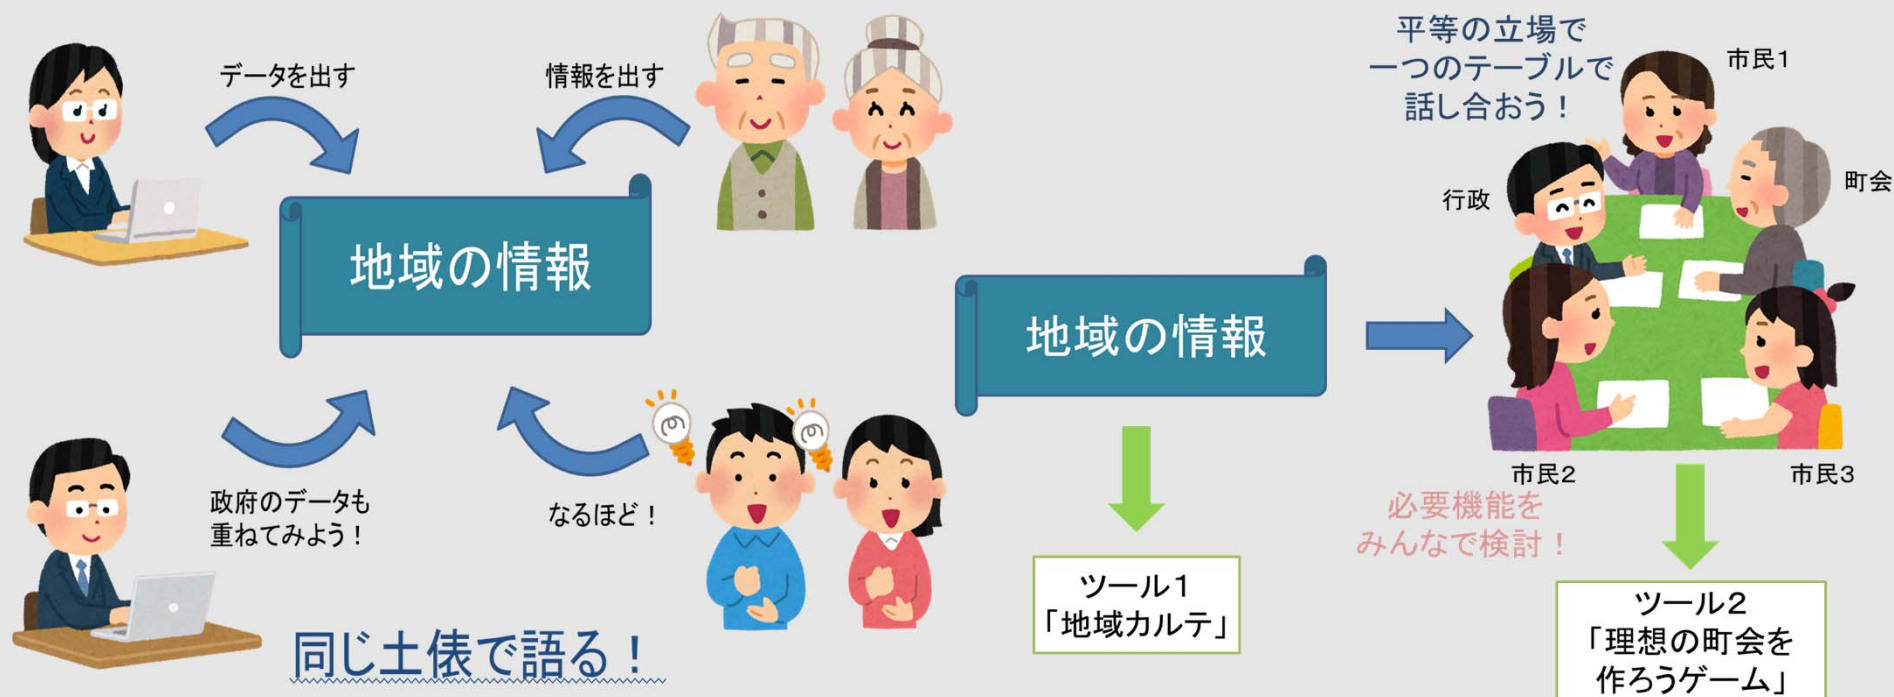 データを出す
情報を出す
地域の情報
政府のデータも
重ねてみよう!
なるほど!
同じ土俵で語る!
地域の情報
ツール1
「地域カルテ」
平等の立場で
一つのテーブルで
話し合おう!
市民1
行政
町会
市民2
市民3
必要機能を
みんなで検討!
ツール2
「理想の町会を
作ろうゲーム」